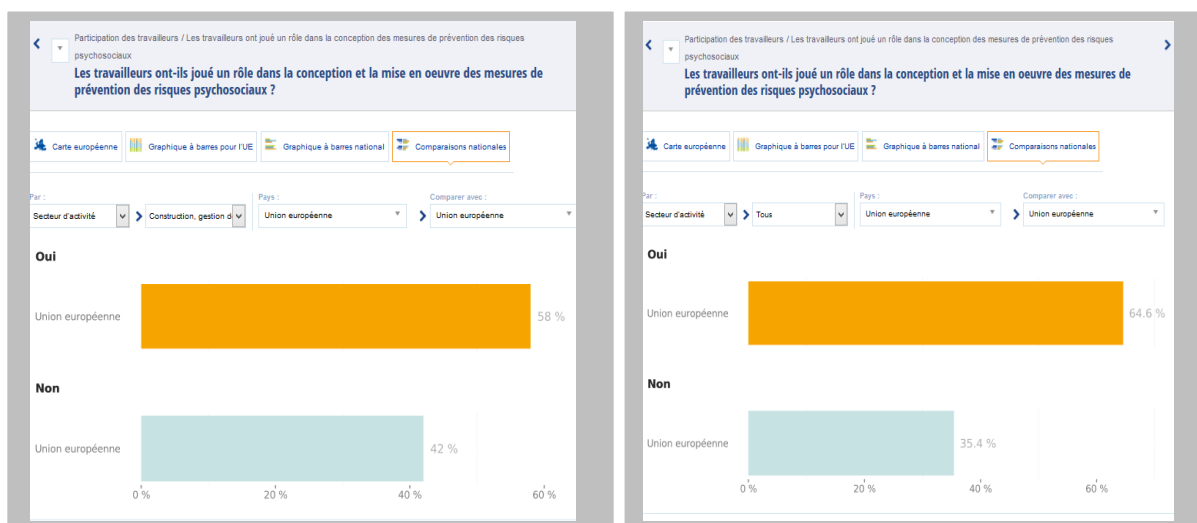 Participation des travailleurs / Les travailleurs ont joué un rôle dans la conception des mesures de prévention des risques
psychosociaux
Les travailleurs ont-ils joué un rôle dans la conception et la mise en oeuvre des mesures de
prévention des risques psychosociaux ?
Carte européenne Graphique à barres pour l'UE Graphique à barres national Comparaisons nationales
Par : Pays : Comparer avec :
Secteur d'activité Construction, gestion d Union européenne Union européenne
Oui
Union européenne 58 %
Non
Union européenne 42 %
0 % 20 % 40 % 60 %
Participation des travailleurs / Les travailleurs ont joué un rôle dans la conception des mesures de prévention des risques
psychosociaux
Les travailleurs ont-ils joué un rôle dans la conception et la mise en oeuvre des mesures de
prévention des risques psychosociaux ?
Carte européenne Graphique à barres pour l'UE Graphique à barres national Comparaisons nationales
Par : Pays : Comparer avec :
Secteur d'activité Tous Union européenne Union européenne
Oui
Union européenne 64.6 %
Non
Union européenne 35.4 %
0 % 20 % 40 % 60 %